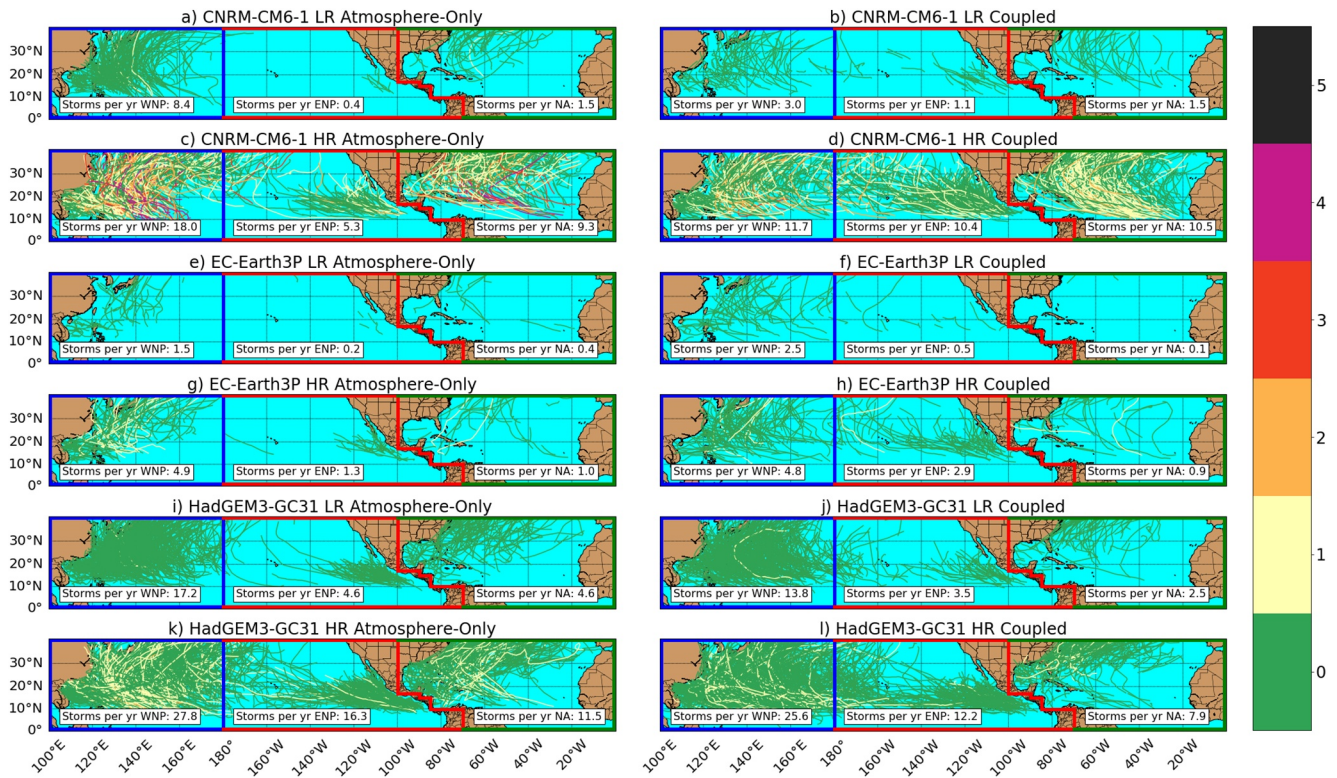 a) CNRM-CM6-1 LR Atmosphere-Only
b) CNRM-CM6-1 LR Coupled
30°N
20°N
10°N
0°
Storms per yr WNP: 8.4
Storms per yr ENP: 0.4
Storms per yr NA: 1.5
Storms per yr WNP: 3.0
Storms per yr ENP: 1.1
Storms per yr NA: 1.5
c) CNRM-CM6-1 HR Atmosphere-Only
d) CNRM-CM6-1 HR Coupled
30°N
20°N
10°N
0°
Storms per yr WNP: 18.0
Storms per yr ENP: 5.3
Storms per yr NA: 9.3
Storms per yr WNP: 11.7
Storms per yr ENP: 10.4
Storms per yr NA: 10.5
e) EC-Earth3P LR Atmosphere-Only
f) EC-Earth3P LR Coupled
30°N
20°N
10°N
0°
Storms per yr WNP: 1.5
Storms per yr ENP: 0.2
Storms per yr NA: 0.4
Storms per yr WNP: 2.5
Storms per yr ENP: 0.5
Storms per yr NA: 0.1
g) EC-Earth3P HR Atmosphere-Only
h) EC-Earth3P HR Coupled
30°N
20°N
10°N
0°
Storms per yr WNP: 4.9
Storms per yr ENP: 1.3
Storms per yr NA: 1.0
Storms per yr WNP: 4.8
Storms per yr ENP: 2.9
Storms per yr NA: 0.9
i) HadGEM3-GC31 LR Atmosphere-Only
j) HadGEM3-GC31 LR Coupled
30°N
20°N
10°N
0°
Storms per yr WNP: 17.2
Storms per yr ENP: 4.6
Storms per yr NA: 4.6
Storms per yr WNP: 13.8
Storms per yr ENP: 3.5
Storms per yr NA: 2.5
k) HadGEM3-GC31 HR Atmosphere-Only
l) HadGEM3-GC31 HR Coupled
30°N
20°N
10°N
0°
Storms per yr WNP: 27.8
Storms per yr ENP: 16.3
Storms per yr NA: 11.5
Storms per yr WNP: 25.6
Storms per yr ENP: 12.2
Storms per yr NA: 7.9
100°E
120°E
140°E
160°E
180°
160°W
140°W
120°W
100°W
80°W
60°W
40°W
20°W
100°E
120°E
140°E
160°E
180°
160°W
140°W
120°W
100°W
80°W
60°W
40°W
20°W
5
4
3
2
1
0